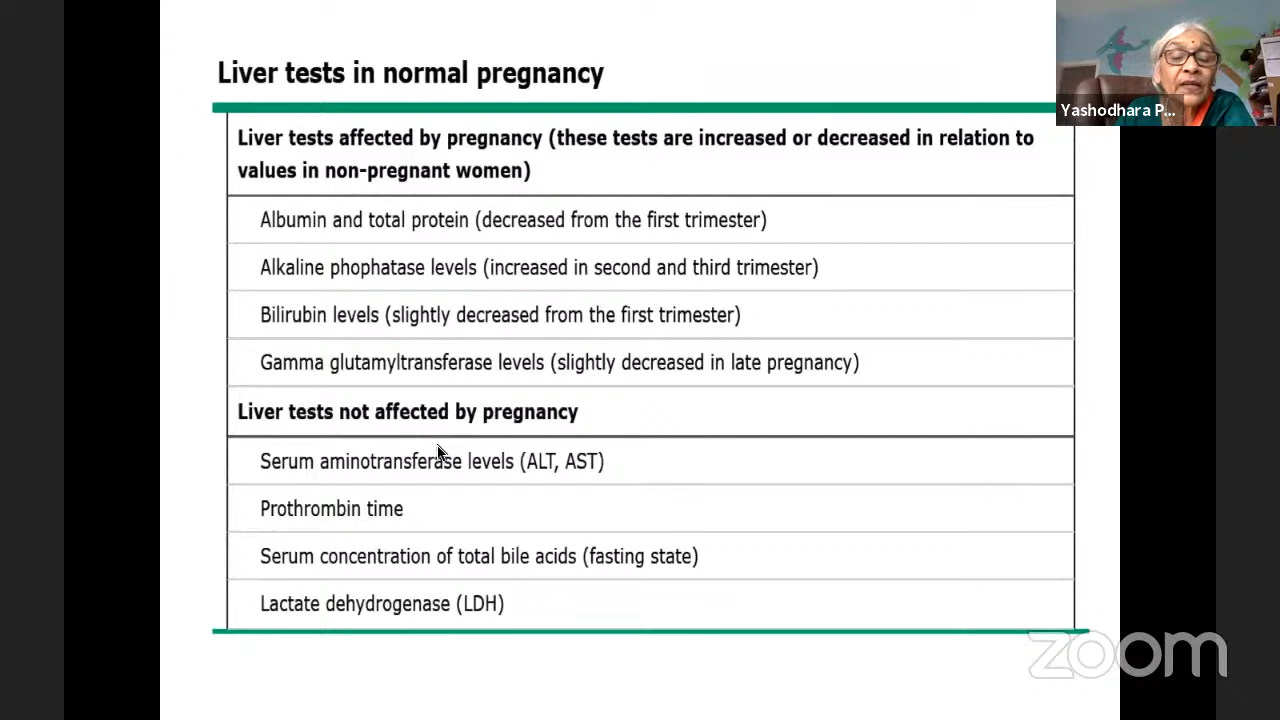 Liver tests in normal pregnancy
Yashodhara P...
Liver tests affected by pregnancy (these tests are increased or decreased in relation to
values in non-pregnant women)
Albumin and total protein (decreased from the first trimester)
Alkaline phophatase levels (increased in second and third trimester)
Bilirubin levels (slightly decreased from the first trimester)
Gamma glutamyltransferase levels (slightly decreased in late pregnancy)
Liver tests not affected by pregnancy
Serum aminotransferase levels (ALT, AST)
Prothrombin time
Serum concentration of total bile acids (fasting state)
Lactate dehydrogenase (LDH)
zoom